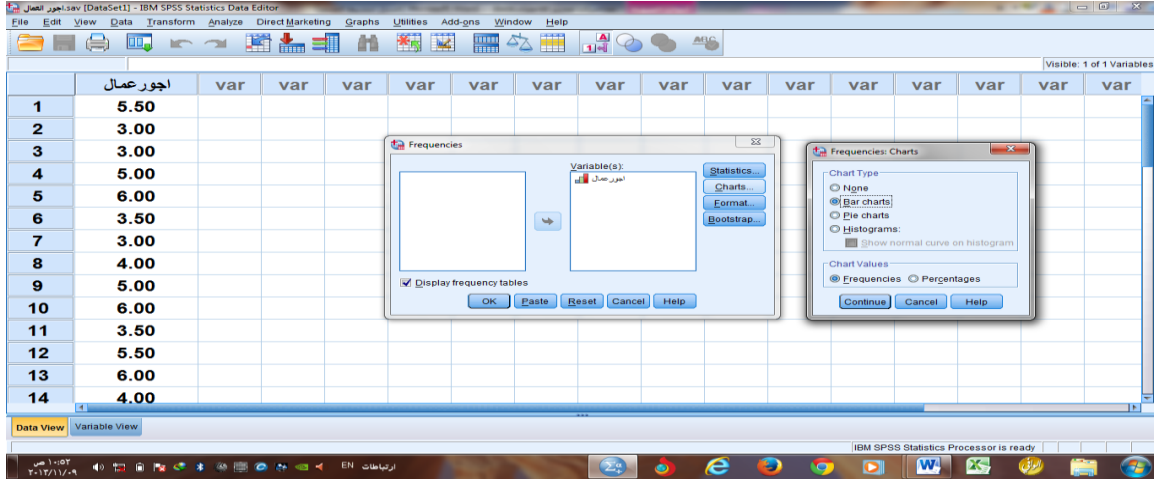 اجور العمال.sav [DataSet1] - IBM SPSS Statistics Data Editor
File Edit View Data Transform Analyze Direct Marketing Graphs Utilities Add-ons Window Help
Visible: 1 of 1 Variables
اجورعمال var var var var var var var var var var var var var var var
1 5.50
2 3.00
3 3.00
4 5.00
5 6.00
6 3.50
7 3.00
8 4.00
9 5.00
10 6.00
11 3.50
12 5.50
13 6.00
14 4.00
Frequencies
Variable(s):
اجورعمال
Statistics...
Charts...
Format...
Bootstrap...
Display frequency tables
OK Paste Reset Cancel Help
Frequencies: Charts
Chart Type
None
Bar charts
Pie charts
Histograms:
Show normal curve on histogram
Chart Values
Frequencies Percentages
Continue Cancel Help
Data View Variable View
IBM SPSS Statistics Processor is ready
١٠:٥٢ ص
٢٠١٣/١١/٠٩
EN ارتباطات